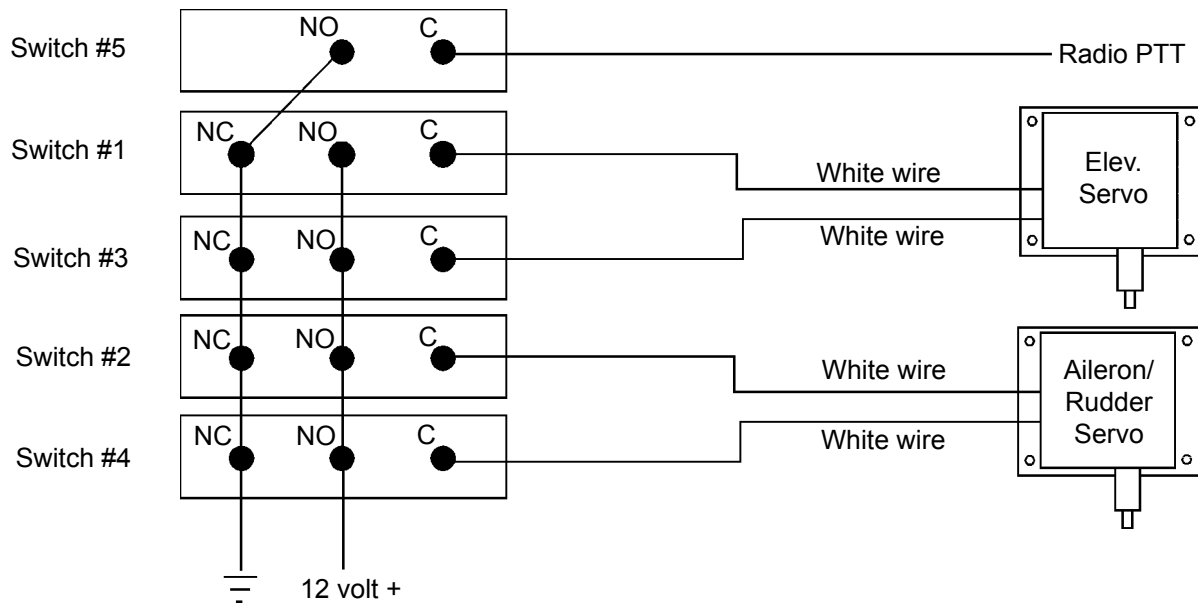 Switch #5
NO
C
Radio PTT
Switch #1
NC
NO
C
White wire
Elev.
Servo
Switch #3
NC
NO
C
White wire
Switch #2
NC
NO
C
White wire
Aileron/
Rudder
Servo
Switch #4
NC
NO
C
White wire
12 volt +